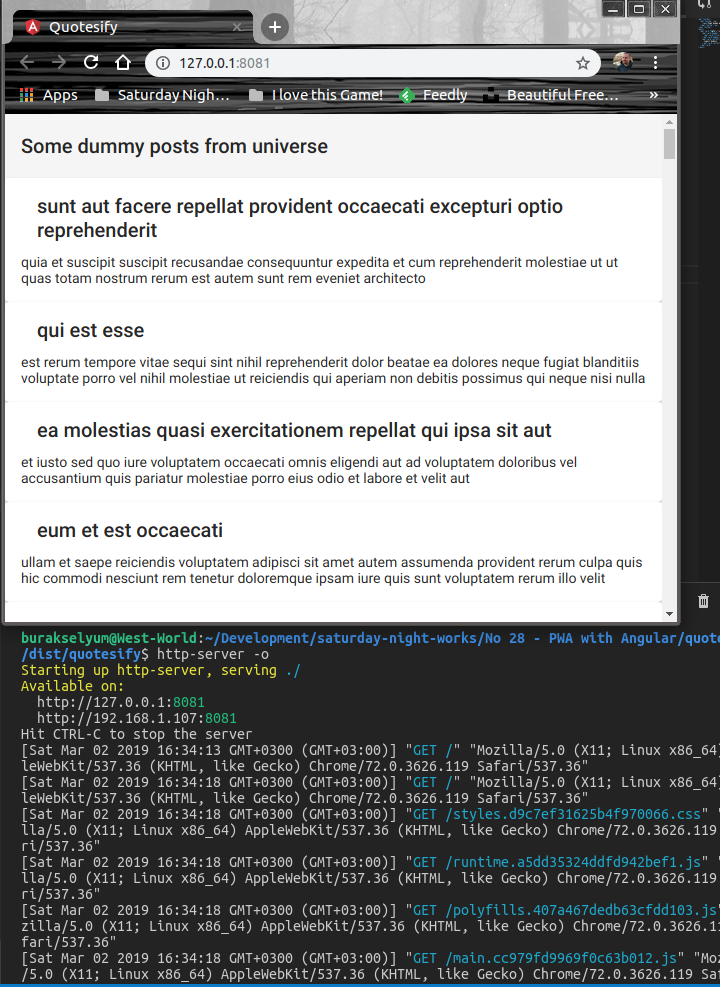 Quotesify
127.0.0.1:8081
Apps Saturday Nigh... I love this Game! Feedly Beautiful Free... »
Some dummy posts from universe
sunt aut facere repellat provident occaecati excepturi optio
reprehenderit
quia et suscipit suscipit recusandae consequuntur expedita et cum reprehenderit molestiae ut ut
quas totam nostrum rerum est autem sunt rem eveniet architecto
qui est esse
est rerum tempore vitae sequi sint nihil reprehenderit dolor beatae ea dolores neque fugiat blanditiis
voluptate porro vel nihil molestiae ut reiciendis qui aperiam non debitis possimus qui neque nisi nulla
ea molestias quasi exercitationem repellat qui ipsa sit aut
et iusto sed quo iure voluptatem occaecati omnis eligendi aut ad voluptatem doloribus vel
accusantium quis pariatur molestiae porro eius odio et labore et velit aut
eum et est occaecati
ullam et saepe reiciendis voluptatem adipisci sit amet autem assumenda provident rerum culpa quis
hic commodi nesciunt rem tenetur doloremque ipsam iure quis sunt voluptatem rerum illo velit
burakselyum@West-World:~/Development/saturday-night-works/No 28 - PWA with Angular/quote
/dist/quotesify$ http-server -o
Starting up http-server, serving ./
Available on:
http://127.0.0.1:8081
http://192.168.1.107:8081
Hit CTRL-C to stop the server
[Sat Mar 02 2019 16:34:13 GMT+0300 (GMT+03:00)] "GET /" "Mozilla/5.0 (X11; Linux x86_64)
leWebKit/537.36 (KHTML, like Gecko) Chrome/72.0.3626.119 Safari/537.36"
[Sat Mar 02 2019 16:34:18 GMT+0300 (GMT+03:00)] "GET /" "Mozilla/5.0 (X11; Linux x86_64)
leWebKit/537.36 (KHTML, like Gecko) Chrome/72.0.3626.119 Safari/537.36"
[Sat Mar 02 2019 16:34:18 GMT+0300 (GMT+03:00)] "GET /styles.d9c7ef31625b4f970066.css" "
lla/5.0 (X11; Linux x86_64) AppleWebKit/537.36 (KHTML, like Gecko) Chrome/72.0.3626.119
ri/537.36"
[Sat Mar 02 2019 16:34:18 GMT+0300 (GMT+03:00)] "GET /runtime.a5dd35324ddfd942bef1.js" "
lla/5.0 (X11; Linux x86_64) AppleWebKit/537.36 (KHTML, like Gecko) Chrome/72.0.3626.119
ri/537.36"
[Sat Mar 02 2019 16:34:18 GMT+0300 (GMT+03:00)] "GET /polyfills.407a467dedb63cfdd103.js"
zilla/5.0 (X11; Linux x86_64) AppleWebKit/537.36 (KHTML, like Gecko) Chrome/72.0.3626.11
fari/537.36"
[Sat Mar 02 2019 16:34:18 GMT+0300 (GMT+03:00)] "GET /main.cc979fd9969f0c63b012.js" "Mo
/5.0 (X11; Linux x86_64) AppleWebKit/537.36 (KHTML, like Gecko) Chrome/72.0.3626.119 Saf